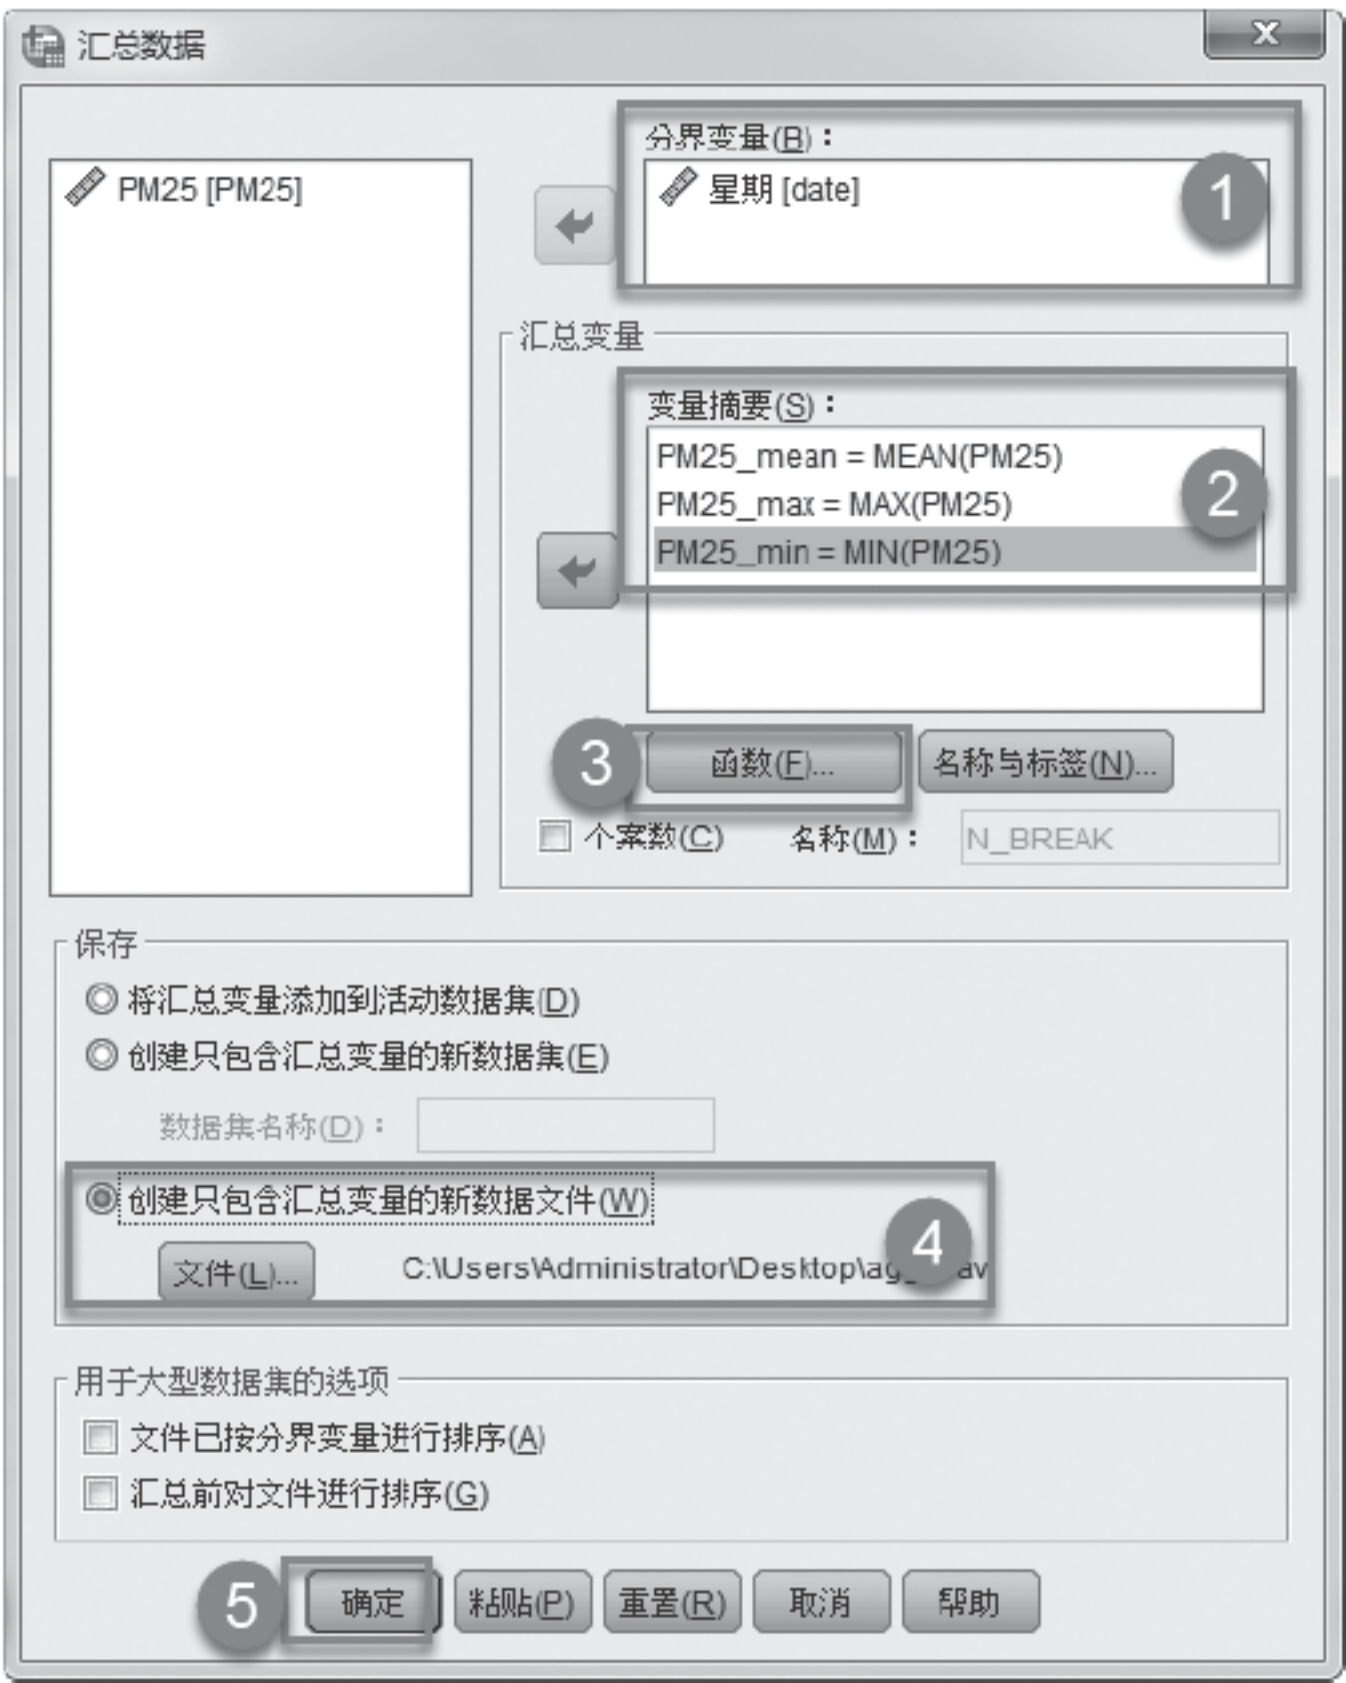 汇总数据
x
PM25 [PM25]
分界变量(B)：
星期 [date]
1
汇总变量
变量摘要(S)：
PM25_mean = MEAN(PM25)
PM25_max = MAX(PM25)
PM25_min = MIN(PM25)
2
3
函数(F)...
名称与标签(N)...
个案数(C)
名称(M)：
N_BREAK
保存
将汇总变量添加到活动数据集(D)
创建只包含汇总变量的新数据集(E)
数据集名称(D)：
创建只包含汇总变量的新数据文件(W)
4
文件(L)...
用于大型数据集的选项
文件已按分界变量进行排序(A)
汇总前对文件进行排序(G)
5
确定
粘贴(P)
重置(R)
取消
帮助